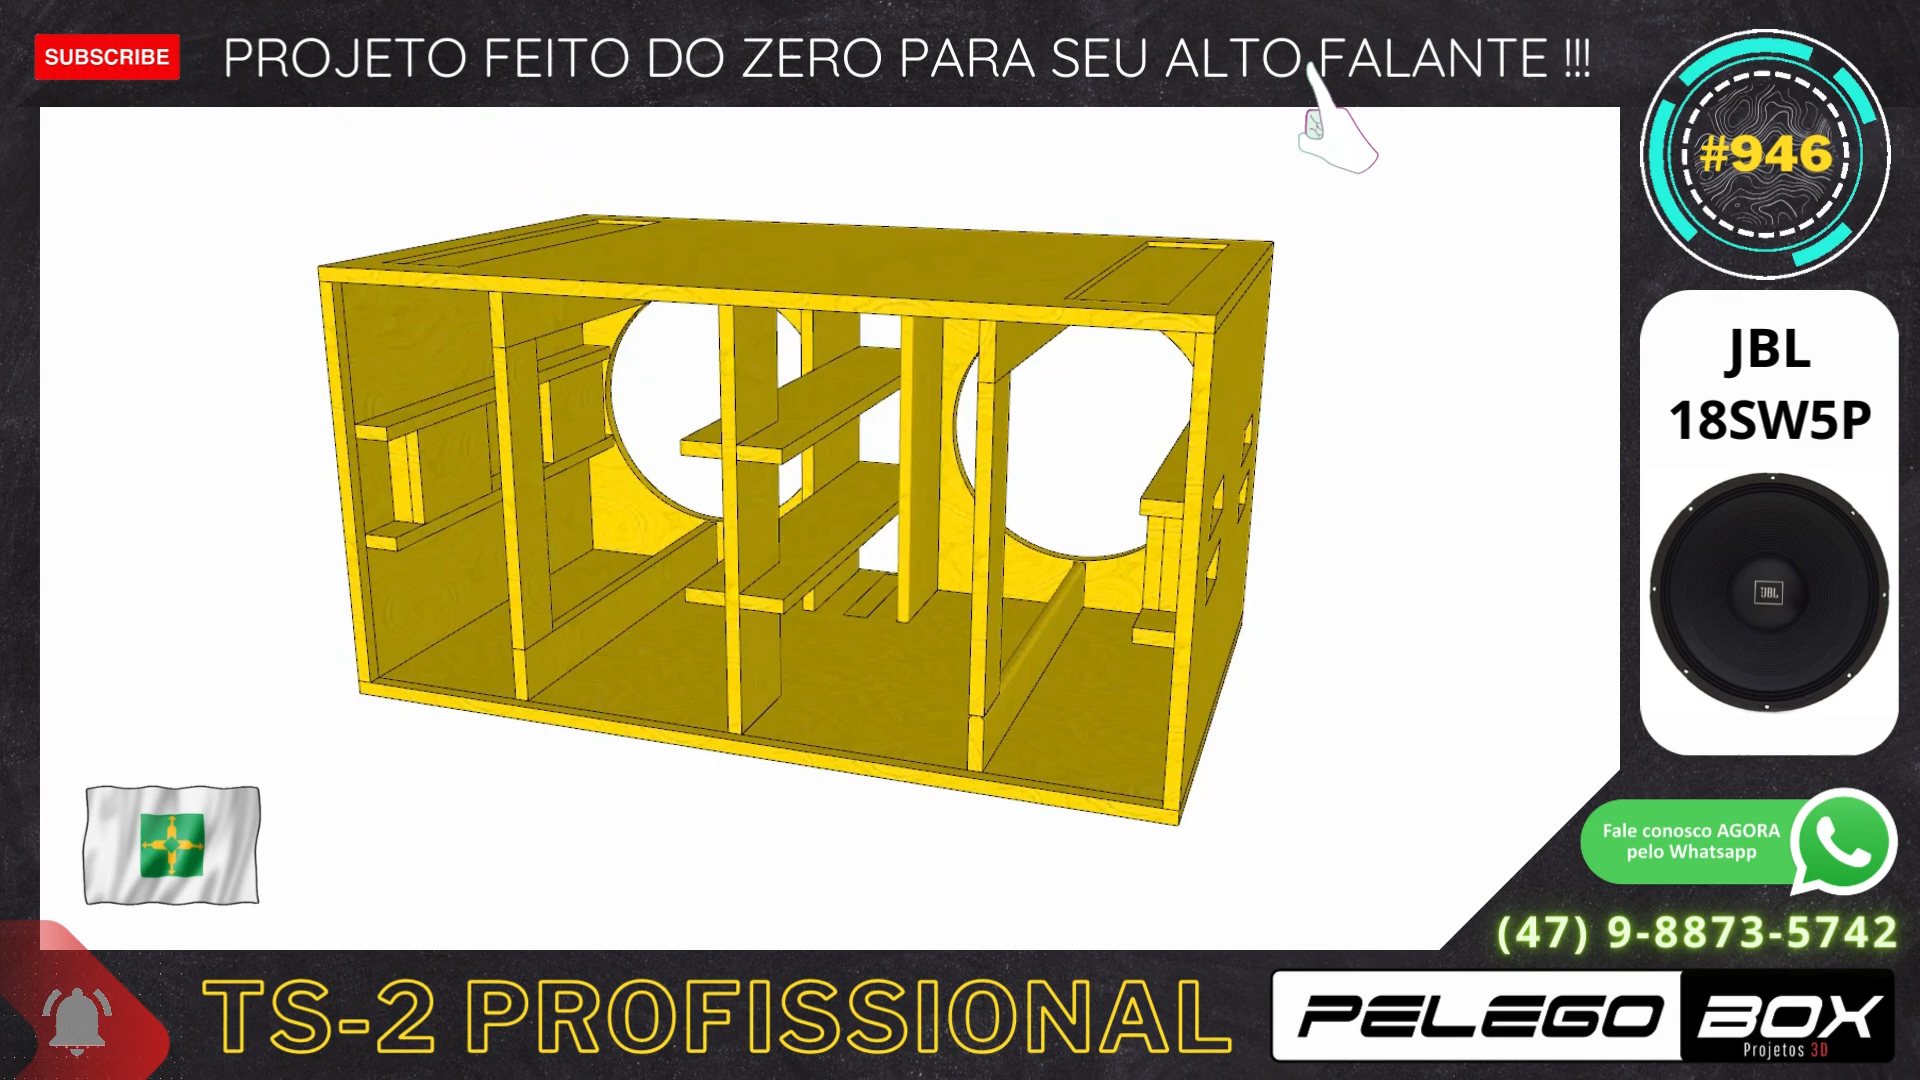 SUBSCRIBE
PROJETO FEITO DO ZERO PARA SEU ALTO FALANTE !!!
#946
JBL
18SW5P
JBL
Fale conosco AGORA
pelo Whatsapp
(47) 9-8873-5742
TS-2 PROFISSIONAL
PELEGO BOX
Projetos 3D